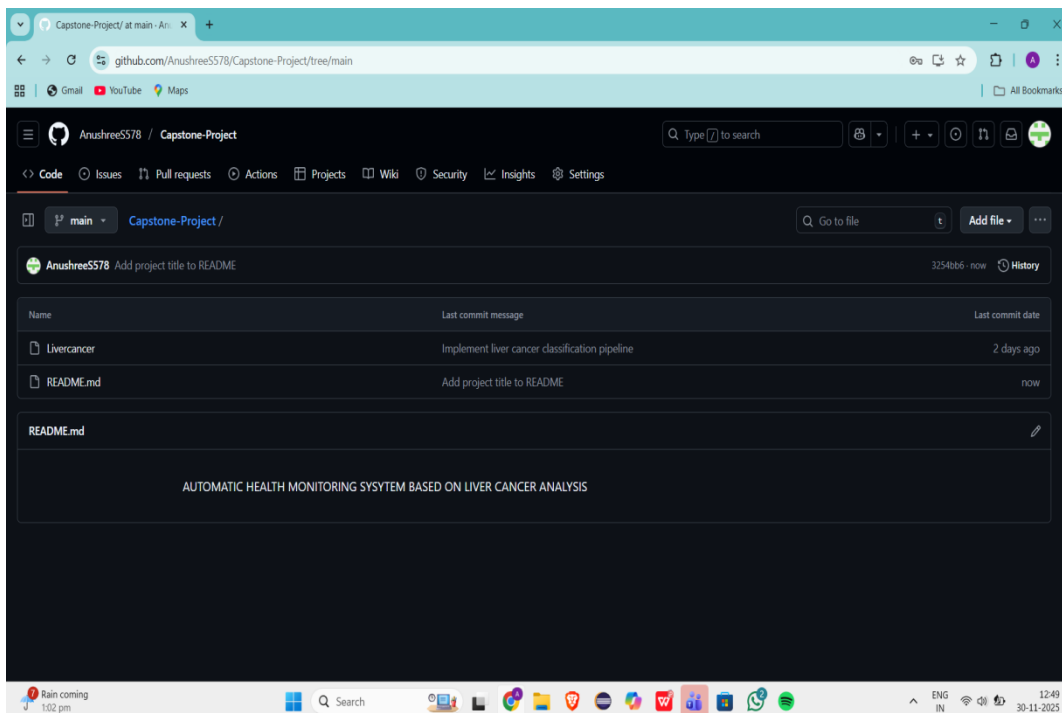 Capstone-Project/ at main · An
github.com/AnushreeS578/Capstone-Project/tree/main
Gmail YouTube Maps All Bookmarks
AnushreeS578 / Capstone-Project Type / to search
Code Issues Pull requests Actions Projects Wiki Security Insights Settings
main Capstone-Project / Go to file t Add file
AnushreeS578 Add project title to README 3254bb6 · now History
Name Last commit message Last commit date
Livercancer Implement liver cancer classification pipeline 2 days ago
README.md Add project title to README now
README.md
AUTOMATIC HEALTH MONITORING SYSYTEM BASED ON LIVER CANCER ANALYSIS
7 Rain coming
1:02 pm
Search
2
ENG
IN
12:49
30-11-2025